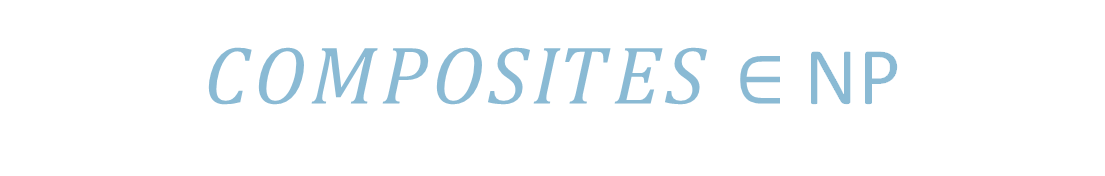 COMPOSITES ∈ NP